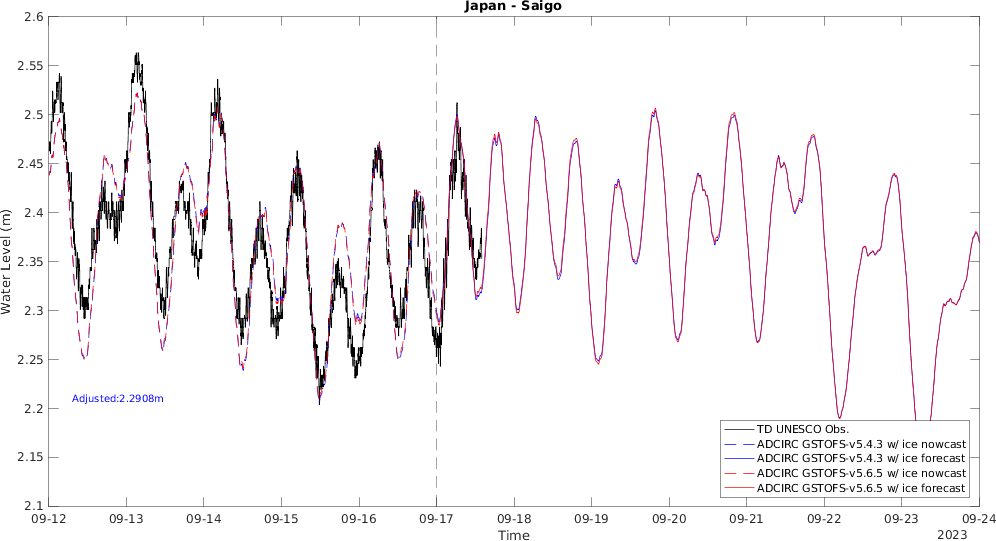 Japan - Saigo
2.6
2.55
2.5
2.45
2.4
2.35
2.3
2.25
2.2
2.15
2.1
Water Level (m)
Adjusted:2.2908m
TD UNESCO Obs.
ADCIRC GSTOFS-v5.4.3 w/ ice nowcast
ADCIRC GSTOFS-v5.4.3 w/ ice forecast
ADCIRC GSTOFS-v5.6.5 w/ ice nowcast
ADCIRC GSTOFS-v5.6.5 w/ ice forecast
09-12 09-13 09-14 09-15 09-16 09-17 09-18 09-19 09-20 09-21 09-22 09-23 09-24
Time
2023